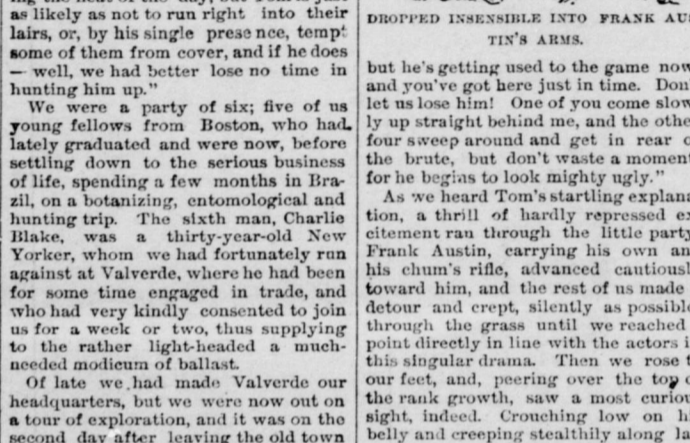 as likely as not to run right into their
lairs, or, by his single prese nce, tempt
some of them from cover, and if he does
— well, we had better lose no time in
hunting him up."
We were a party of six; five of us
young fellows from Boston, who had
lately graduated and were now, before
settling down to the serious business
of life, spending a few months in Bra-
zil, on a botanizing, entomological and
hunting trip. The sixth man, Charlie
Blake, was a thirty-year-old New
Yorker, whom we had fortunately run
against at Valverde, where he had been
for some time engaged in trade, and
who had very kindly consented to join
us for a week or two, thus supplying
to the rather light-headed a much-
needed modicum of ballast.
Of late we had made Valverde our
headquarters, but we were now out on
a tour of exploration, and it was on the
second day after leaving the old town
DROPPED INSENSIBLE INTO FRANK
TIN'S ARMS.
but he's getting used to the game now
and you've got here just in time. Don
let us lose him! One of you come slow
ly up straight behind me, and the othe
four sweep around and get in rear
the brute, but don't waste a moment
for he begins to look mighty ugly."
As we heard Tom's startling explana
tion, a thrill of hardly repressed ex
citement ran through the little party
Frank Austin, carrying his own an
his chum's rifle, advanced cautiousl
toward him, and the rest of us made
detour and crept, silently as possible
through the grass until we reached
point directly in line with the actors i
this singular drama. Then we rose t
our feet, and, peering over the top
the rank growth, saw a most curiou
sight, indeed. Crouching low on h
belly and creeping stealthily along la